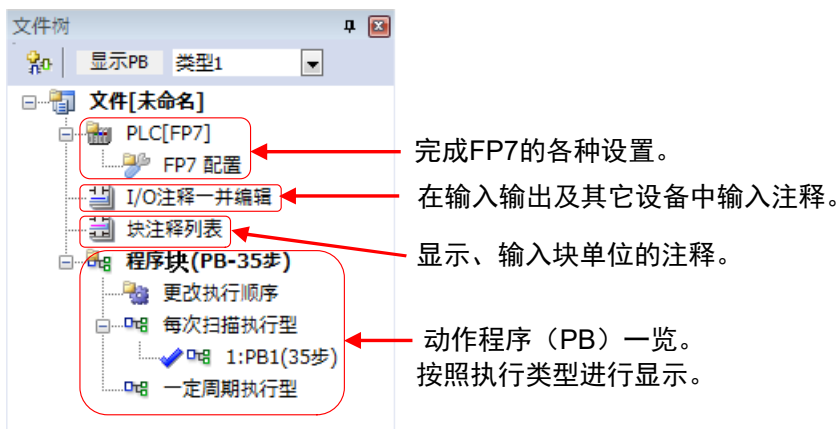 文件树
显示PB 类型1
文件[未命名]
PLC[FP7]
FP7 配置
I/O注释一并编辑
块注释列表
程序块(PB-35步)
更改执行顺序
每次扫描执行型
1:PB1(35步)
一定周期执行型
完成FP7的各种设置。
在输入输出及其它设备中输入注释。
显示、输入块单位的注释。
动作程序（PB）一览。
按照执行类型进行显示。